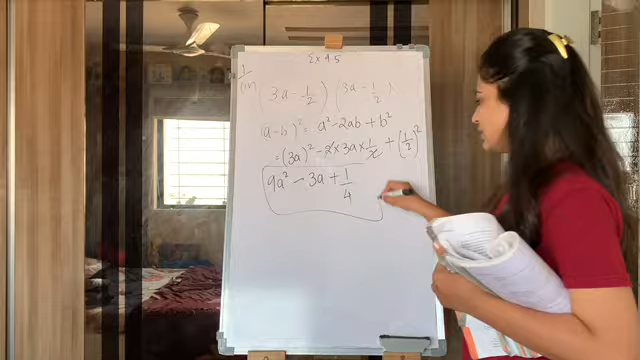 Ex 9.5
1
(iv) (3a - 1/2) (3a - 1/2)
(a-b)² = a² - 2ab + b²
= (3a)² - 2 × 3a × 1/2 + (1/2)²
9a² - 3a + 1/4